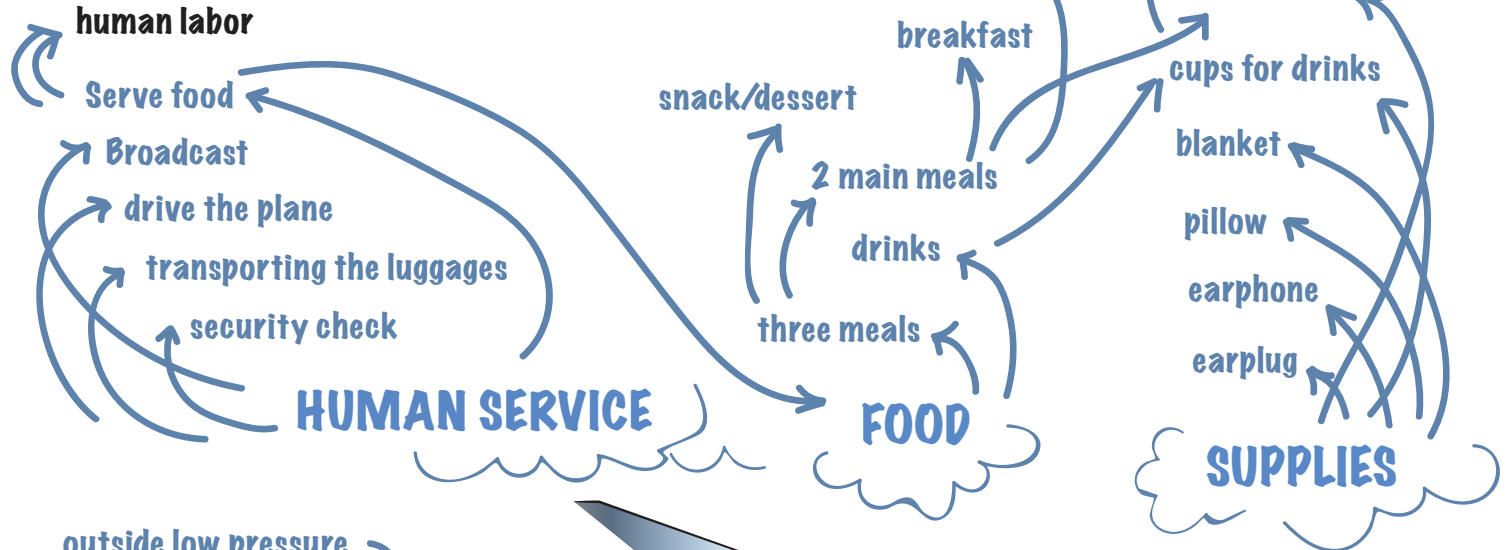 human labor
Serve food
Broadcast
drive the plane
transporting the luggages
security check
HUMAN SERVICE
breakfast
snack/dessert
2 main meals
drinks
three meals
FOOD
cups for drinks
blanket
pillow
earphone
earplug
SUPPLIES
outside low pressure